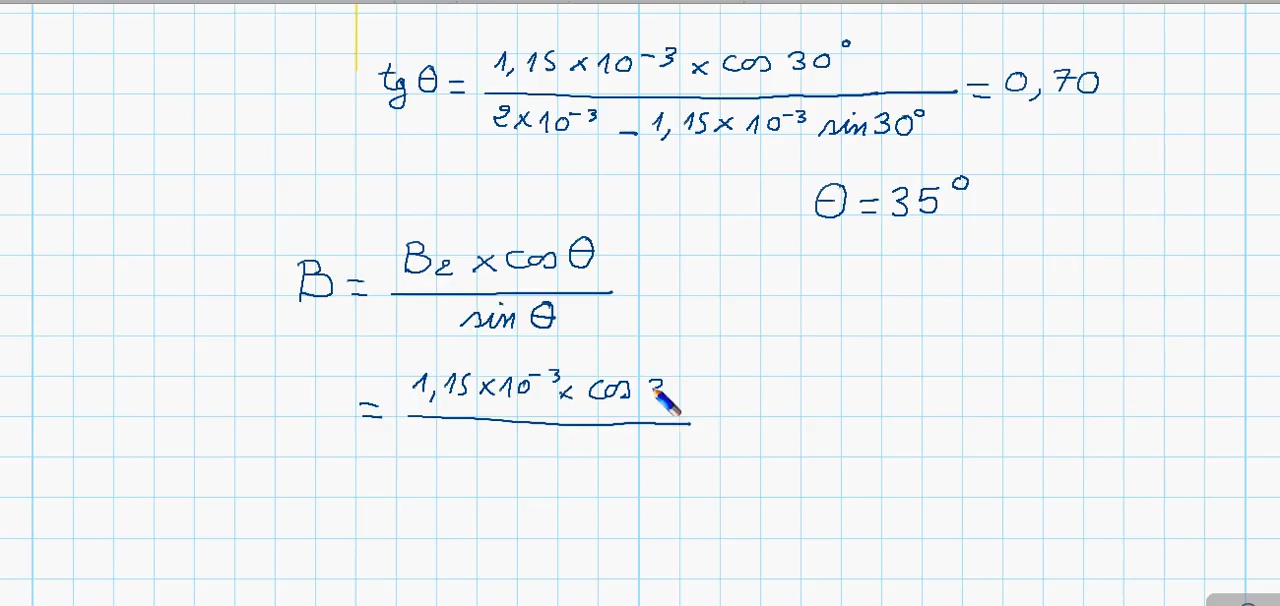 tg θ = 1,15 × 10⁻³ × cos 30° / 2 × 10⁻³ - 1,15 × 10⁻³ sin 30° = 0,70
θ = 35°
B = B₂ × cos θ / sin θ
= 1,15 × 10⁻³ × cos